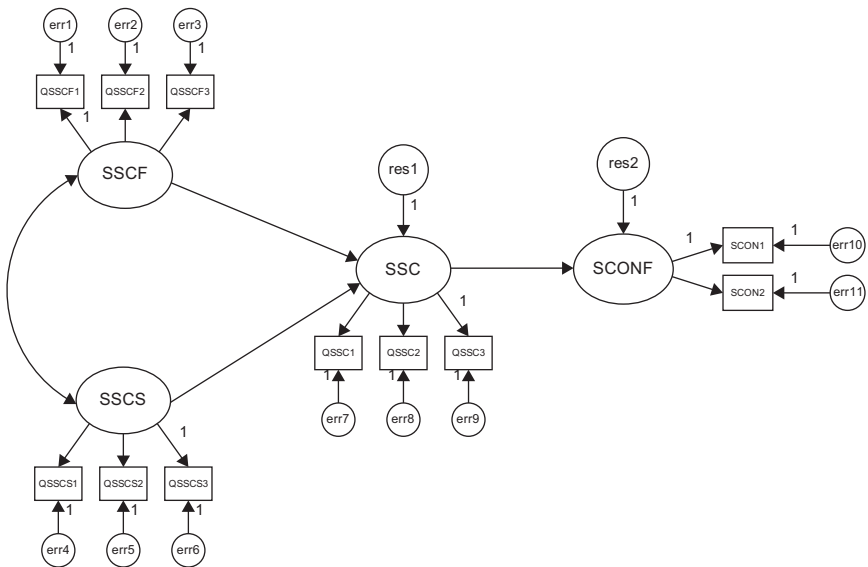 err1 err2 err3
1 1 1
QSSCF1 QSSCF2 QSSCF3
1
SSCF
res1
1
res2
1
SSC
SCONF
1
SCON1
1
err10
SCON2
1
err11
1
QSSC1 QSSC2 QSSC3
1 1 1
err7 err8 err9
SSCS
1
QSSCS1 QSSCS2 QSSCS3
1 1 1
err4 err5 err6